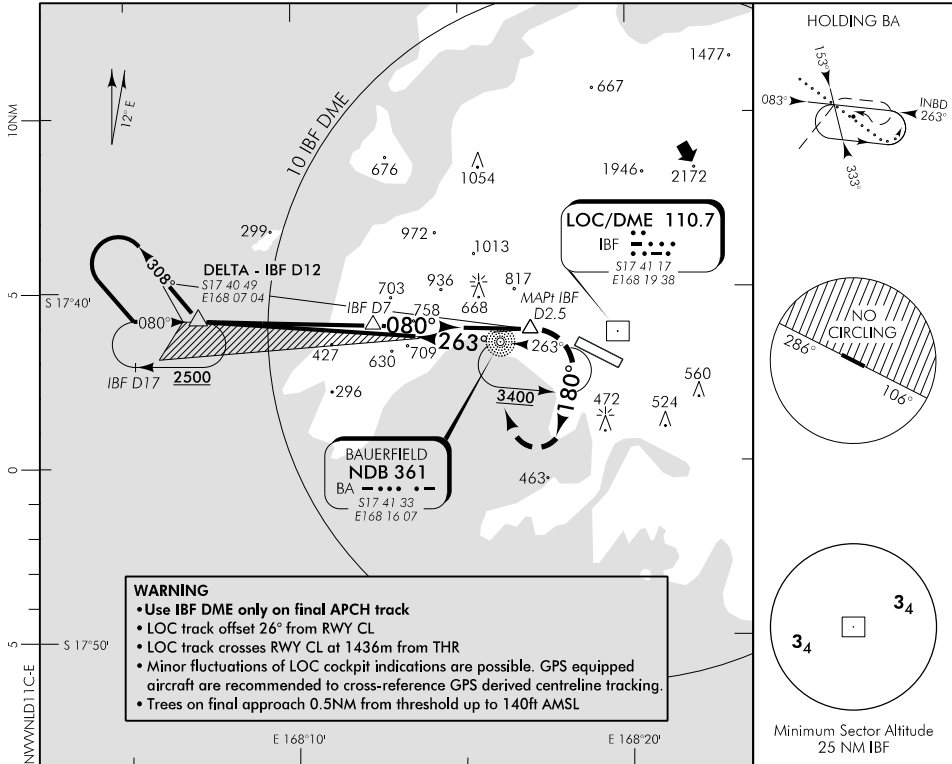 1477
667
12° E
10NM
10 IBF DME
676
1054
1946
2172
LOC/DME 110.7
IBF
S17 41 17
E168 19 38
299
972
1013
DELTA - IBF D12
S17 40 49
E168 07 04
308°
703
936
817
5
S 17°40'
IBF D7
758
668
MAPt IBF
D2.5
080°
080°
263°
263°
427
630
709
IBF D17
2500
296
3400
180°
472
560
524
BAUERFIELD
NDB 361
BA
S17 41 33
E168 16 07
463
0
WARNING
• Use IBF DME only on final APCH track
• LOC track offset 26° from RWY CL
• LOC track crosses RWY CL at 1436m from THR
• Minor fluctuations of LOC cockpit indications are possible. GPS equipped
aircraft are recommended to cross-reference GPS derived centreline tracking.
• Trees on final approach 0.5NM from threshold up to 140ft AMSL
5
S 17°50'
E 168°10'
E 168°20'
NVVVNLD11C-E
HOLDING BA
153°
083°
INBD
263°
333°
NO
CIRCLING
286°
106°
34
34
Minimum Sector Altitude
25 NM IBF